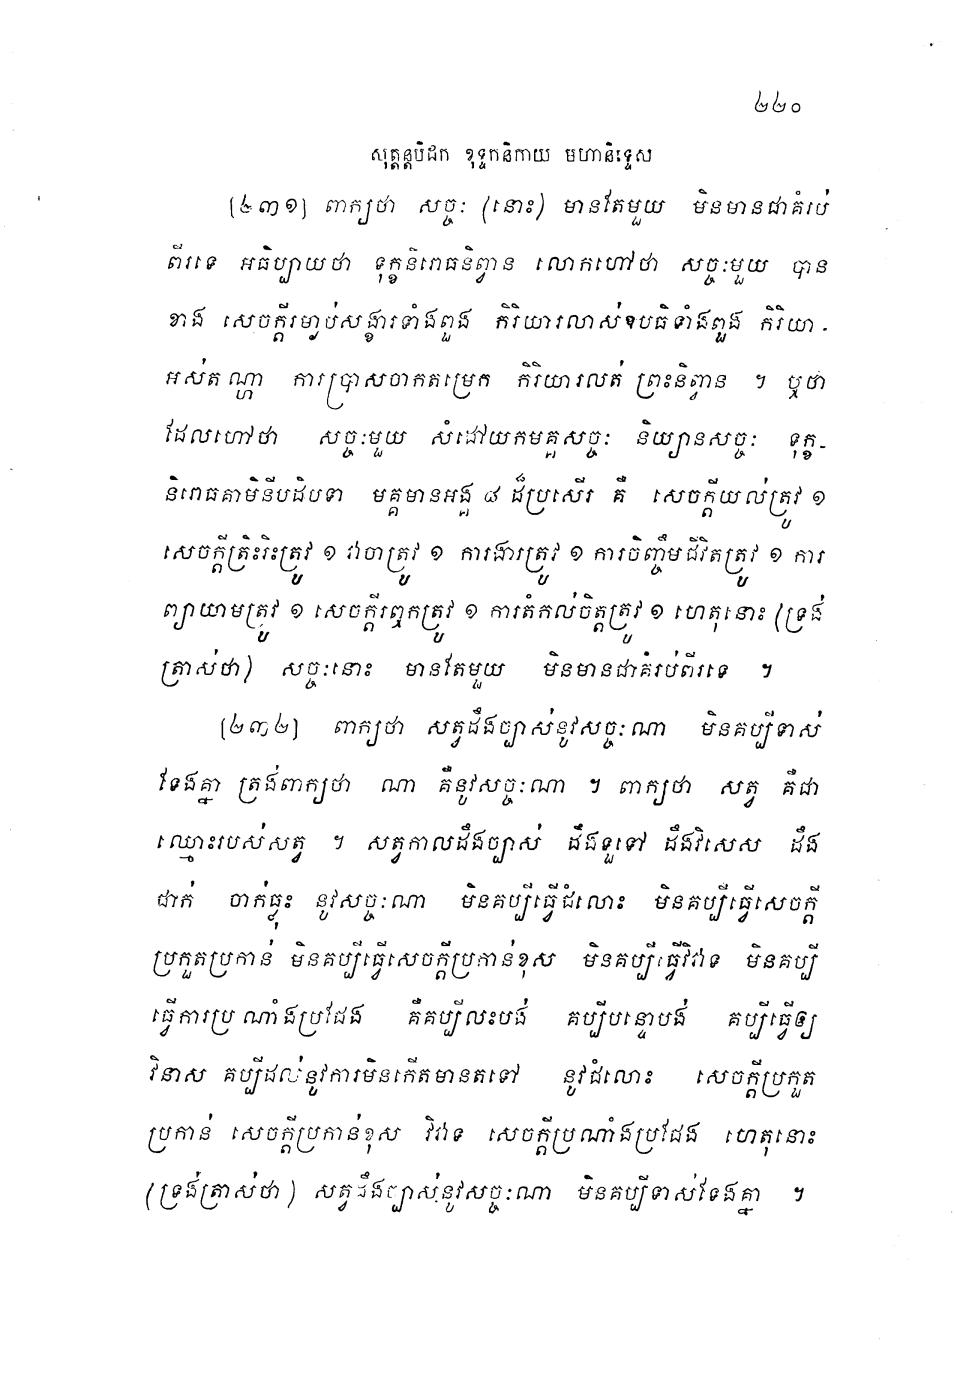 ២២០
សុត្តន្តបិដក ខុទ្ទកនិកាយ មហានិទ្ទេស
[២៣១] ពាក្យថា សច្ចៈ (នោះ) មានតែមួយ មិនមានជាគំរប់
ពីរទេ អធិប្បាយថា ទុក្ខនិរោធនិព្វាន លោកហៅថា សច្ចៈមួយ បាន
ខាង សេចក្តីរម្ងាប់សង្ខារទាំងពួង កិរិយារលាស់ឧបធិទាំងពួង កិរិយា-
អស់តណ្ហា ការប្រាសចាកតម្រេក កិរិយារលត់ ព្រះនិព្វាន ។ ឬថា
ដែលហៅថា សច្ចៈមួយ សំដៅយកមគ្គសច្ចៈ និយ្យានសច្ចៈ ទុក្ខ-
និរោធគាមិនីបដិបទា មគ្គមានអង្គ ៨ ដ៏ប្រសើរ គឺ សេចក្តីយល់ត្រូវ ១
សេចក្តីត្រិះរិះត្រូវ ១ វាចាត្រូវ ១ ការងារត្រូវ ១ ការចិញ្ចឹមជីវិតត្រូវ ១ ការ
ព្យាយាមត្រូវ ១ សេចក្តីរឭកត្រូវ ១ ការតំកល់ចិត្តត្រូវ ១ ហេតុនោះ (ទ្រង់
ត្រាស់ថា) សច្ចៈនោះ មានតែមួយ មិនមានជាគំរប់ពីរទេ ។
[២៣២] ពាក្យថា សត្វដឹងច្បាស់នូវសច្ចៈណា មិនគប្បីទាស់
ទែងគ្នា ត្រង់ពាក្យថា ណា គឺនូវសច្ចៈណា ។ ពាក្យថា សត្វ គឺជា
ឈ្មោះរបស់សត្វ ។ សត្វកាលដឹងច្បាស់ ដឹងទួទៅ ដឹងវិសេស ដឹង
ជាក់ ចាក់ធ្លុះ នូវសច្ចៈណា មិនគប្បីធ្វើជំលោះ មិនគប្បីធ្វើសេចក្តី
ប្រកួតប្រកាន់ មិនគប្បីធ្វើសេចក្តីប្រកាន់ខុស មិនគប្បីធ្វើវិវាទ មិនគប្បី
ធ្វើការប្រណាំងប្រជែង គឺគប្បីលះបង់ គប្បីបន្ទោបង់ គប្បីធ្វើឲ្យ
វិនាស គប្បីដល់នូវការមិនកើតមានតទៅ នូវជំលោះ សេចក្តីប្រកួត
ប្រកាន់ សេចក្តីប្រកាន់ខុស វិវាទ សេចក្តីប្រណាំងប្រជែង ហេតុនោះ
(ទ្រង់ត្រាស់ថា) សត្វដឹងច្បាស់នូវសច្ចៈណា មិនគប្បីទាស់ទែងគ្នា ។